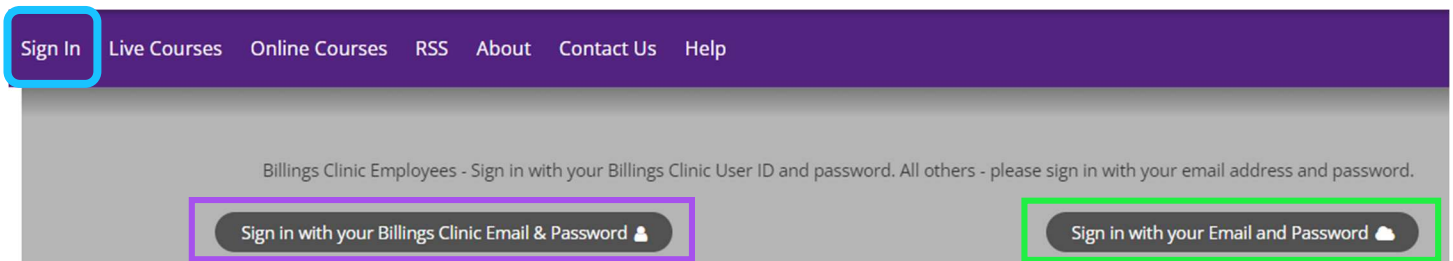 Sign In Live Courses Online Courses RSS About Contact Us Help
Billings Clinic Employees - Sign in with your Billings Clinic User ID and password. All others - please sign in with your email address and password.
Sign in with your Billings Clinic Email & Password Sign in with your Email and Password